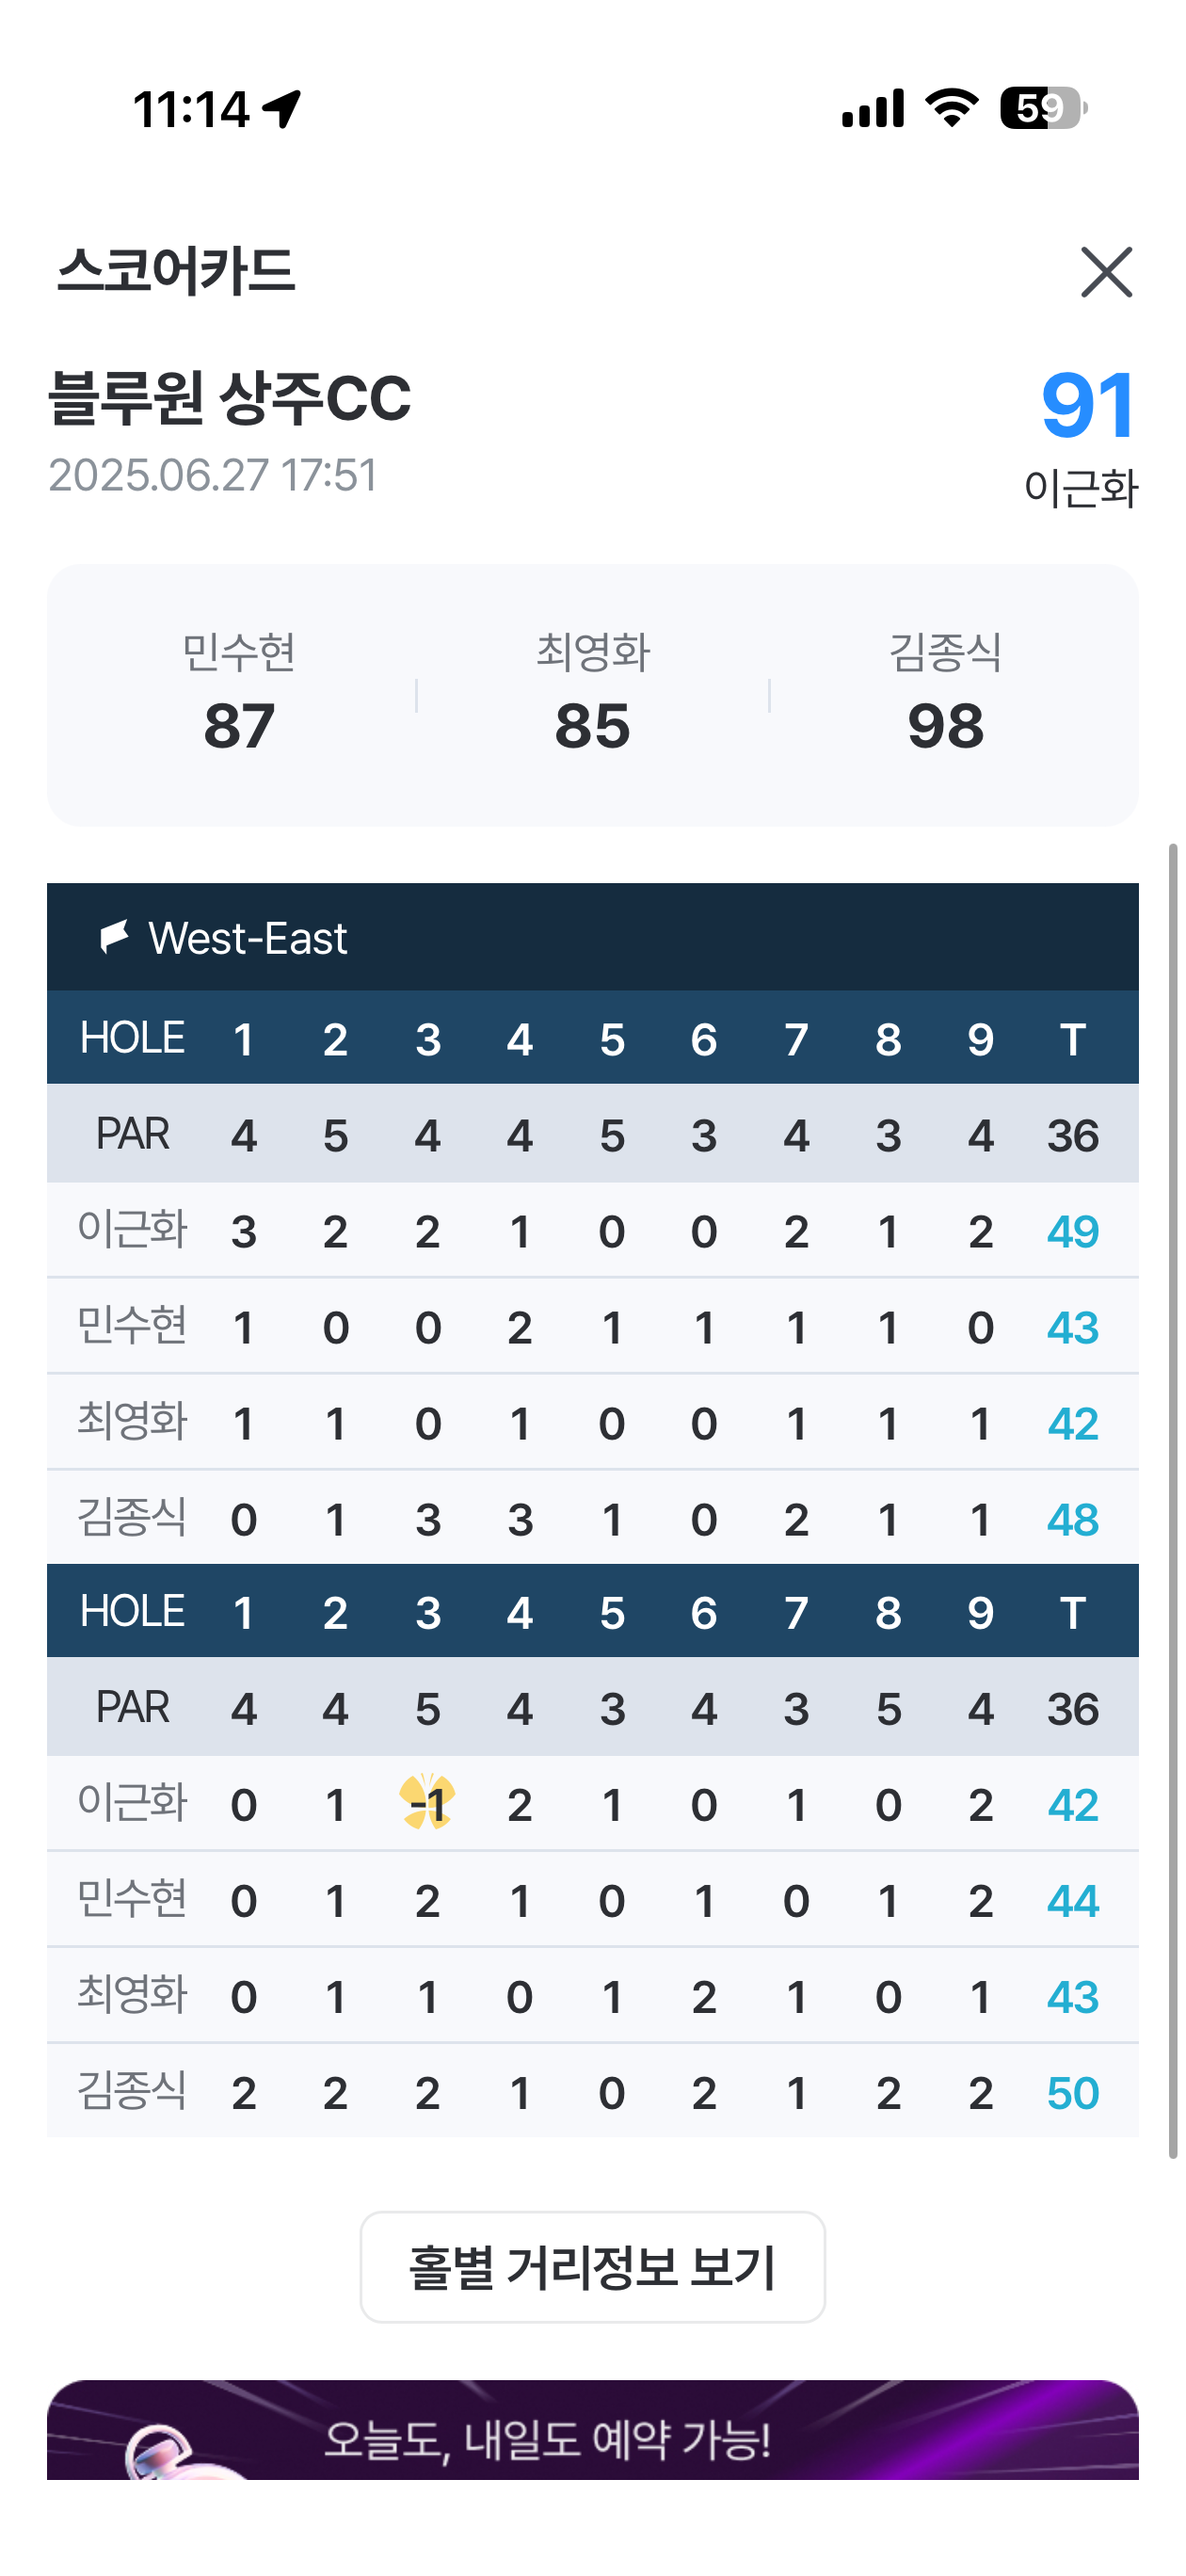 11:14
59
스코어카드
블루원 상주CC
91
2025.06.27 17:51
이근화
민수현 최영화 김종식
87 85 98
West-East
HOLE 1 2 3 4 5 6 7 8 9 T
PAR 4 5 4 4 5 3 4 3 4 36
이근화 3 2 2 1 0 0 2 1 2 49
민수현 1 0 0 2 1 1 1 1 0 43
최영화 1 1 0 1 0 0 1 1 1 42
김종식 0 1 3 3 1 0 2 1 1 48
HOLE 1 2 3 4 5 6 7 8 9 T
PAR 4 4 5 4 3 4 3 5 4 36
이근화 0 1 -1 2 1 0 1 0 2 42
민수현 0 1 2 1 0 1 0 1 2 44
최영화 0 1 1 0 1 2 1 0 1 43
김종식 2 2 2 1 0 2 1 2 2 50
홀별 거리정보 보기
오늘도, 내일도 예약 가능!